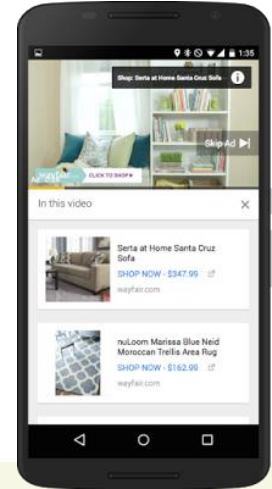 1:35
Shop: Serta at Home Santa Cruz Sofa
Skip Ad
Ad
wayfair
CLICK TO SHOP
In this video
Serta at Home Santa Cruz
Sofa
SHOP NOW - $347.99
wayfair.com
nuLoom Marissa Blue Neid
Moroccan Trellis Area Rug
SHOP NOW - $162.99
wayfair.com